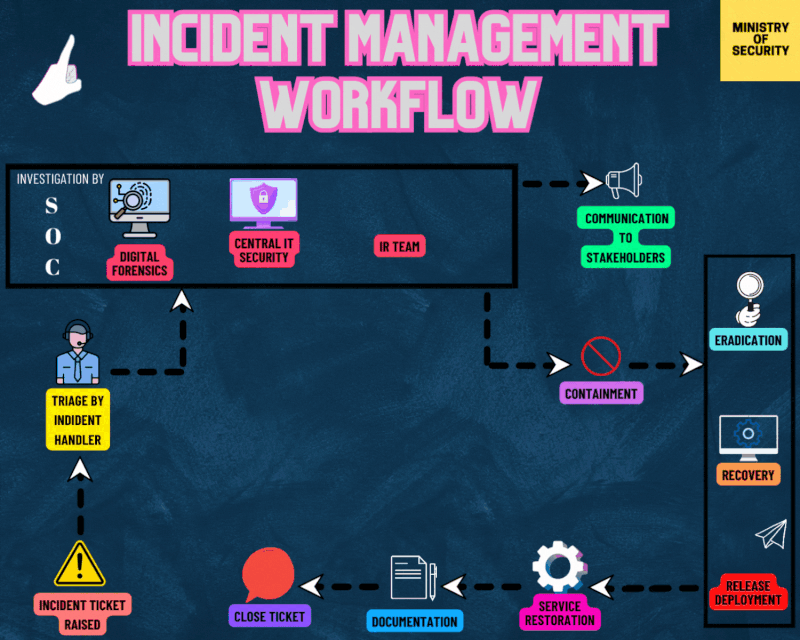 INCIDENT MANAGEMENT
WORKFLOW
MINISTRY
OF
SECURITY
INVESTIGATION BY
S
O
C
DIGITAL
FORENSICS
CENTRAL IT
SECURITY
IR TEAM
COMMUNICATION
TO
STAKEHOLDERS
ERADICATION
CONTAINMENT
TRIAGE BY
INDIDENT
HANDLER
RECOVERY
INCIDENT TICKET
RAISED
CLOSE TICKET
DOCUMENTATION
SERVICE
RESTORATION
RELEASE
DEPLOYMENT